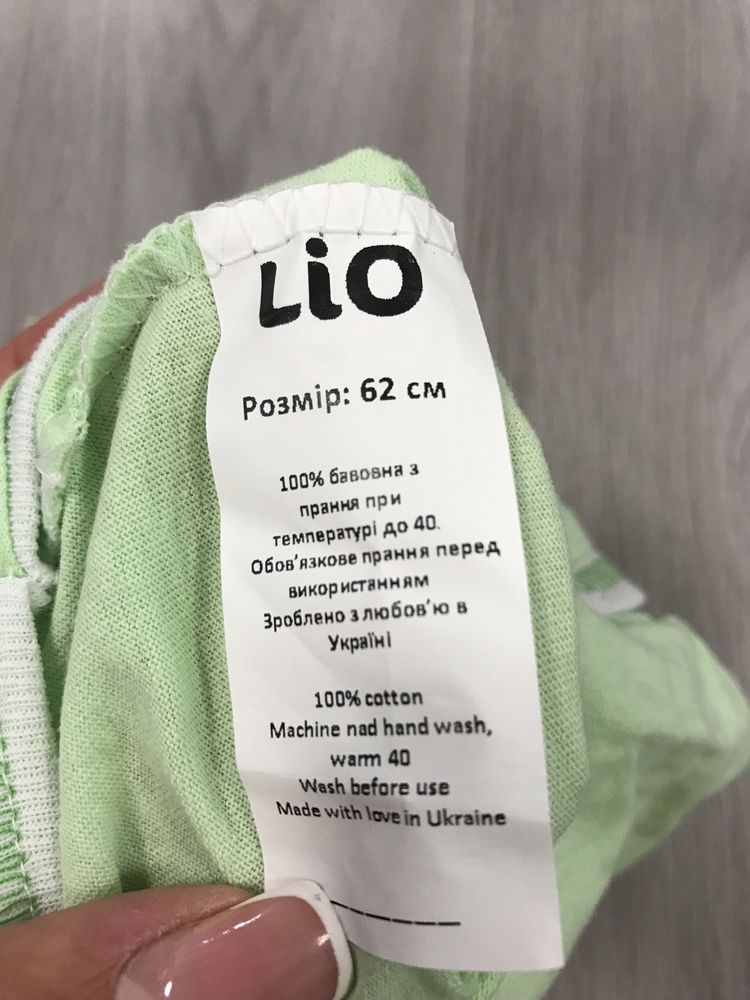 LiO
Розмір: 62 см
100% бавовна з
прання при
температурі до 40.
Обов'язкове прання перед
використанням
Зроблено з любов'ю в
Україні
100% cotton
Machine nad hand wash,
warm 40
Wash before use
Made with love in Ukraine